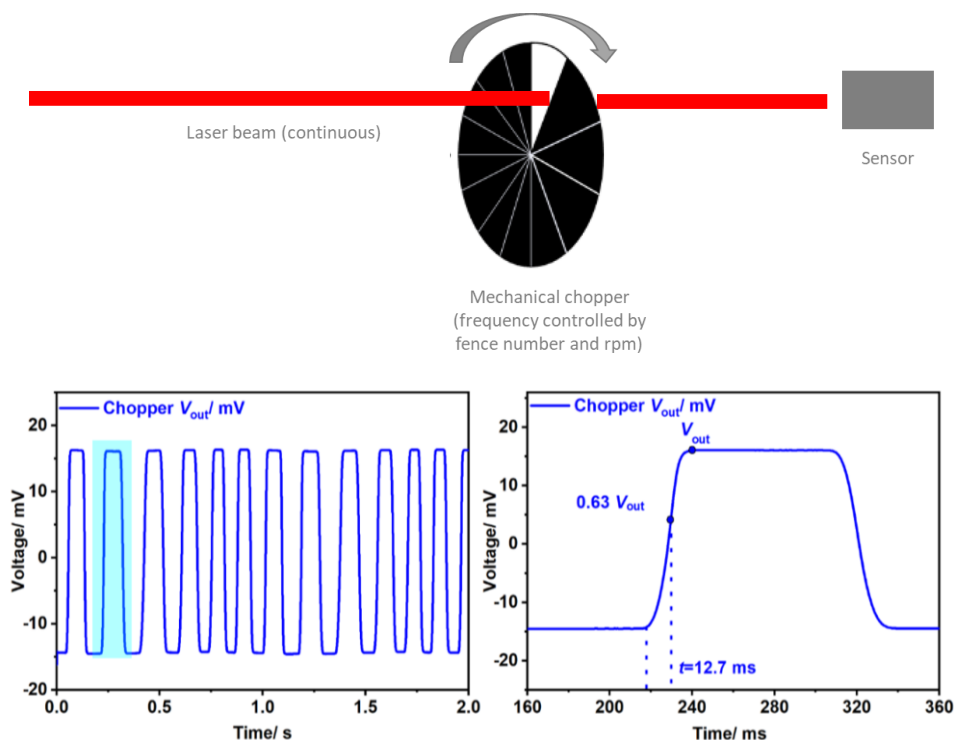 Laser beam (continuous)
Sensor
Mechanical chopper
(frequency controlled by
fence number and rpm)
Chopper Vout/ mV
Voltage/ mV
20
10
0
-10
-20
0.0 0.5 1.0 1.5 2.0
Time/ s
Chopper Vout/ mV
Vout
0.63 Vout
t=12.7 ms
Voltage/ mV
20
10
0
-10
-20
160 200 240 280 320 360
Time/ ms